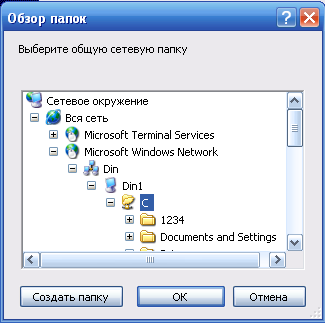 Обзор папок
Выберите общую сетевую папку
Сетевое окружение
Вся сеть
Microsoft Terminal Services
Microsoft Windows Network
Din
Din1
C
1234
Documents and Settings
Создать папку
OK
Отмена